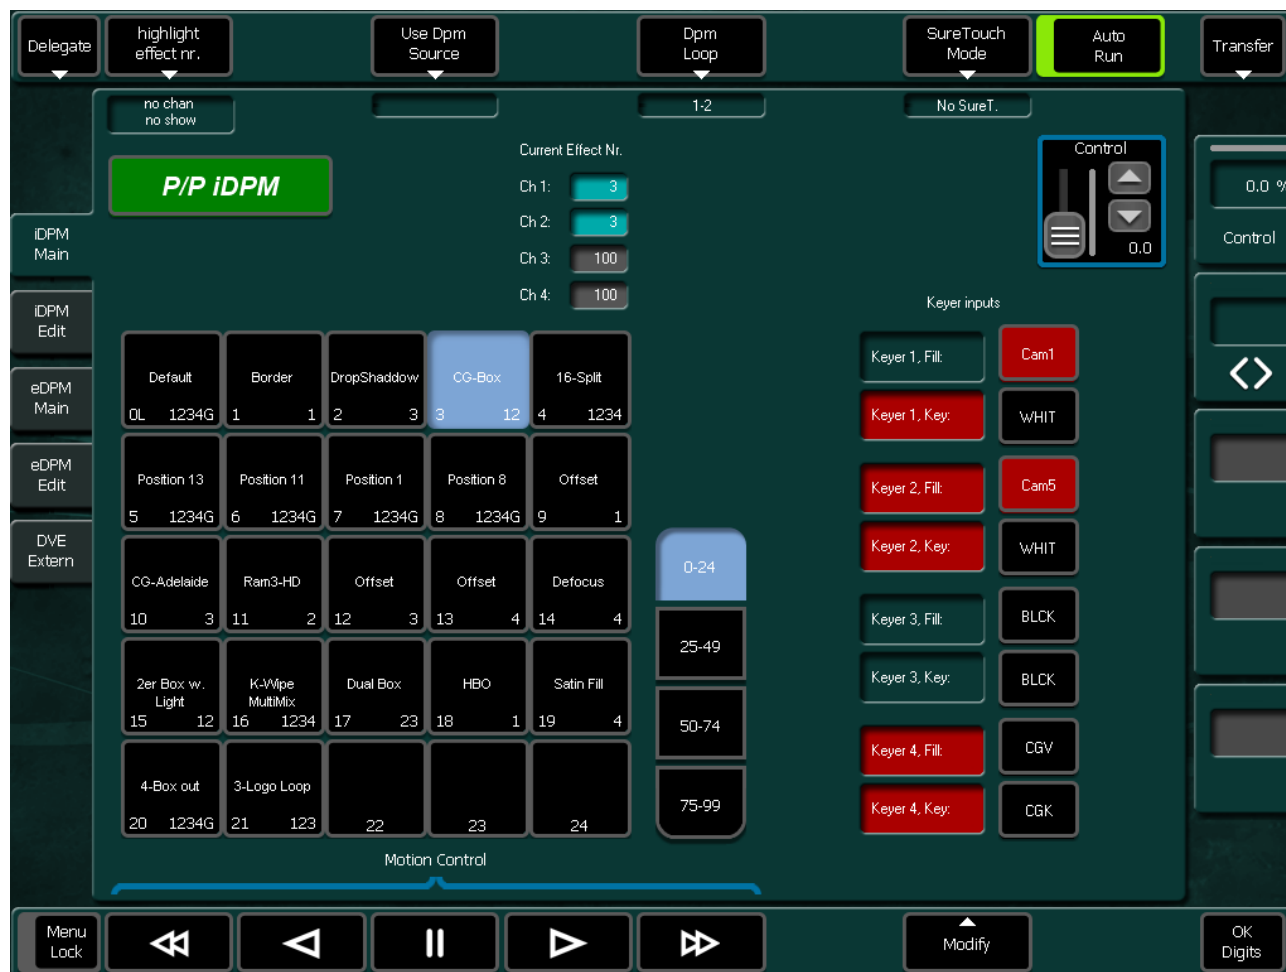 Delegate
highlight
effect nr.
Use Dpm
Source
Dpm
Loop
SureTouch
Mode
Auto
Run
Transfer
no chan
no show
1-2
No SureT.
P/P iDPM
Current Effect Nr.
Ch 1: 3
Ch 2: 3
Ch 3: 100
Ch 4: 100
Control
0.0
0.0 %
Control
iDPM
Main
iDPM
Edit
eDPM
Main
eDPM
Edit
DVE
Extern
Default
0L 1234G
Border
1 1
DropShaddow
2 3
CG-Box
3 12
16-Split
4 1234
Position 13
5 1234G
Position 11
6 1234G
Position 1
7 1234G
Position 8
8 1234G
Offset
9 1
CG-Adelaide
10 3
Ram3-HD
11 2
Offset
12 3
Offset
13 4
Defocus
14 4
2er Box w.
Light
15 12
K-Wipe
MultiMix
16 1234
Dual Box
17 23
HBO
18 1
Satin Fill
19 4
4-Box out
20 1234G
3-Logo Loop
21 123
22
23
24
0-24
25-49
50-74
75-99
Keyer inputs
Keyer 1, Fill: Cam1
Keyer 1, Key: WHIT
Keyer 2, Fill: Cam5
Keyer 2, Key: WHIT
Keyer 3, Fill: BLCK
Keyer 3, Key: BLCK
Keyer 4, Fill: CGV
Keyer 4, Key: CGK
Motion Control
Menu
Lock
Modify
OK
Digits